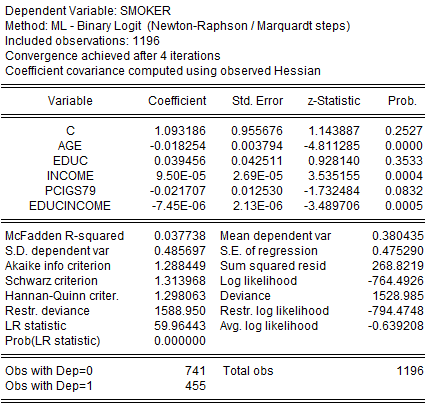 Dependent Variable: SMOKER
Method: ML - Binary Logit (Newton-Raphson / Marquardt steps)
Included observations: 1196
Convergence achieved after 4 iterations
Coefficient covariance computed using observed Hessian
Variable Coefficient Std. Error z-Statistic Prob.
C 1.093186 0.955676 1.143887 0.2527
AGE -0.018254 0.003794 -4.811285 0.0000
EDUC 0.039456 0.042511 0.928140 0.3533
INCOME 9.50E-05 2.69E-05 3.535155 0.0004
PCIGS79 -0.021707 0.012530 -1.732484 0.0832
EDUCINCOME -7.45E-06 2.13E-06 -3.489706 0.0005
McFadden R-squared 0.037738 Mean dependent var 0.380435
S.D. dependent var 0.485697 S.E. of regression 0.475290
Akaike info criterion 1.288449 Sum squared resid 268.8219
Schwarz criterion 1.313968 Log likelihood -764.4926
Hannan-Quinn criter. 1.298063 Deviance 1528.985
Restr. deviance 1588.950 Restr. log likelihood -794.4748
LR statistic 59.96443 Avg. log likelihood -0.639208
Prob(LR statistic) 0.000000
Obs with Dep=0 741 Total obs 1196
Obs with Dep=1 455